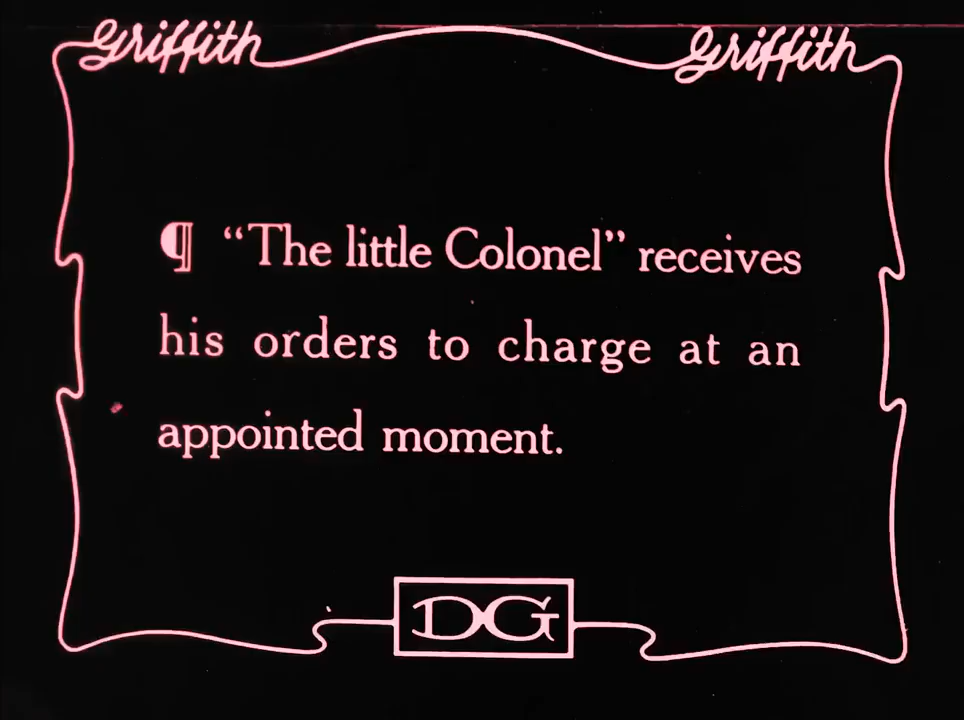 Griffith Griffith
¶ “The little Colonel” receives
his orders to charge at an
appointed moment.
DG